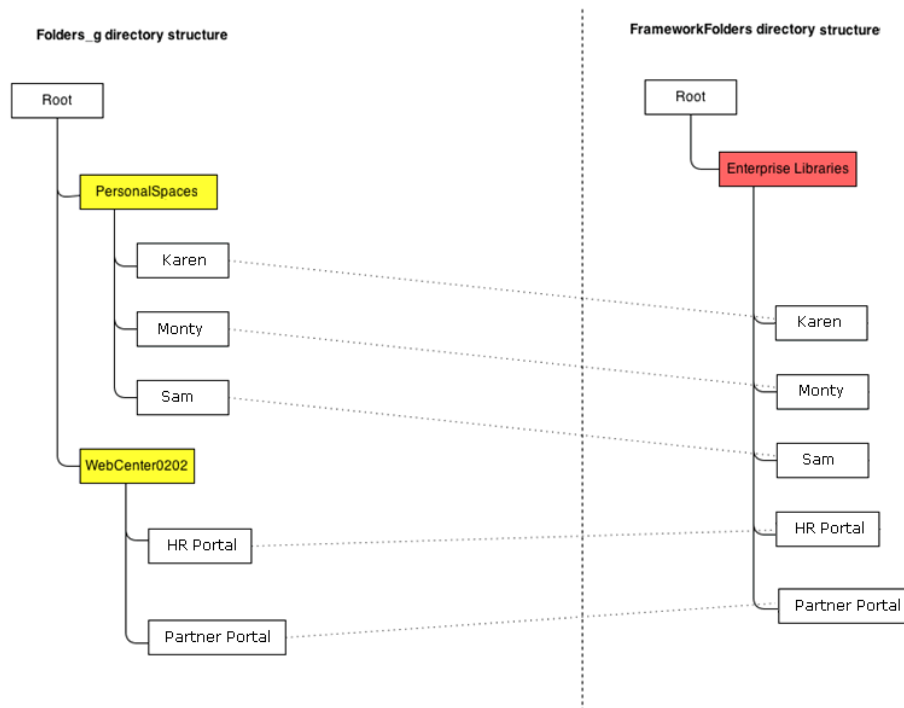 Folders_g directory structure
Root
PersonalSpaces
Karen
Monty
Sam
WebCenter0202
HR Portal
Partner Portal
FrameworkFolders directory structure
Root
Enterprise Libraries
Karen
Monty
Sam
HR Portal
Partner Portal